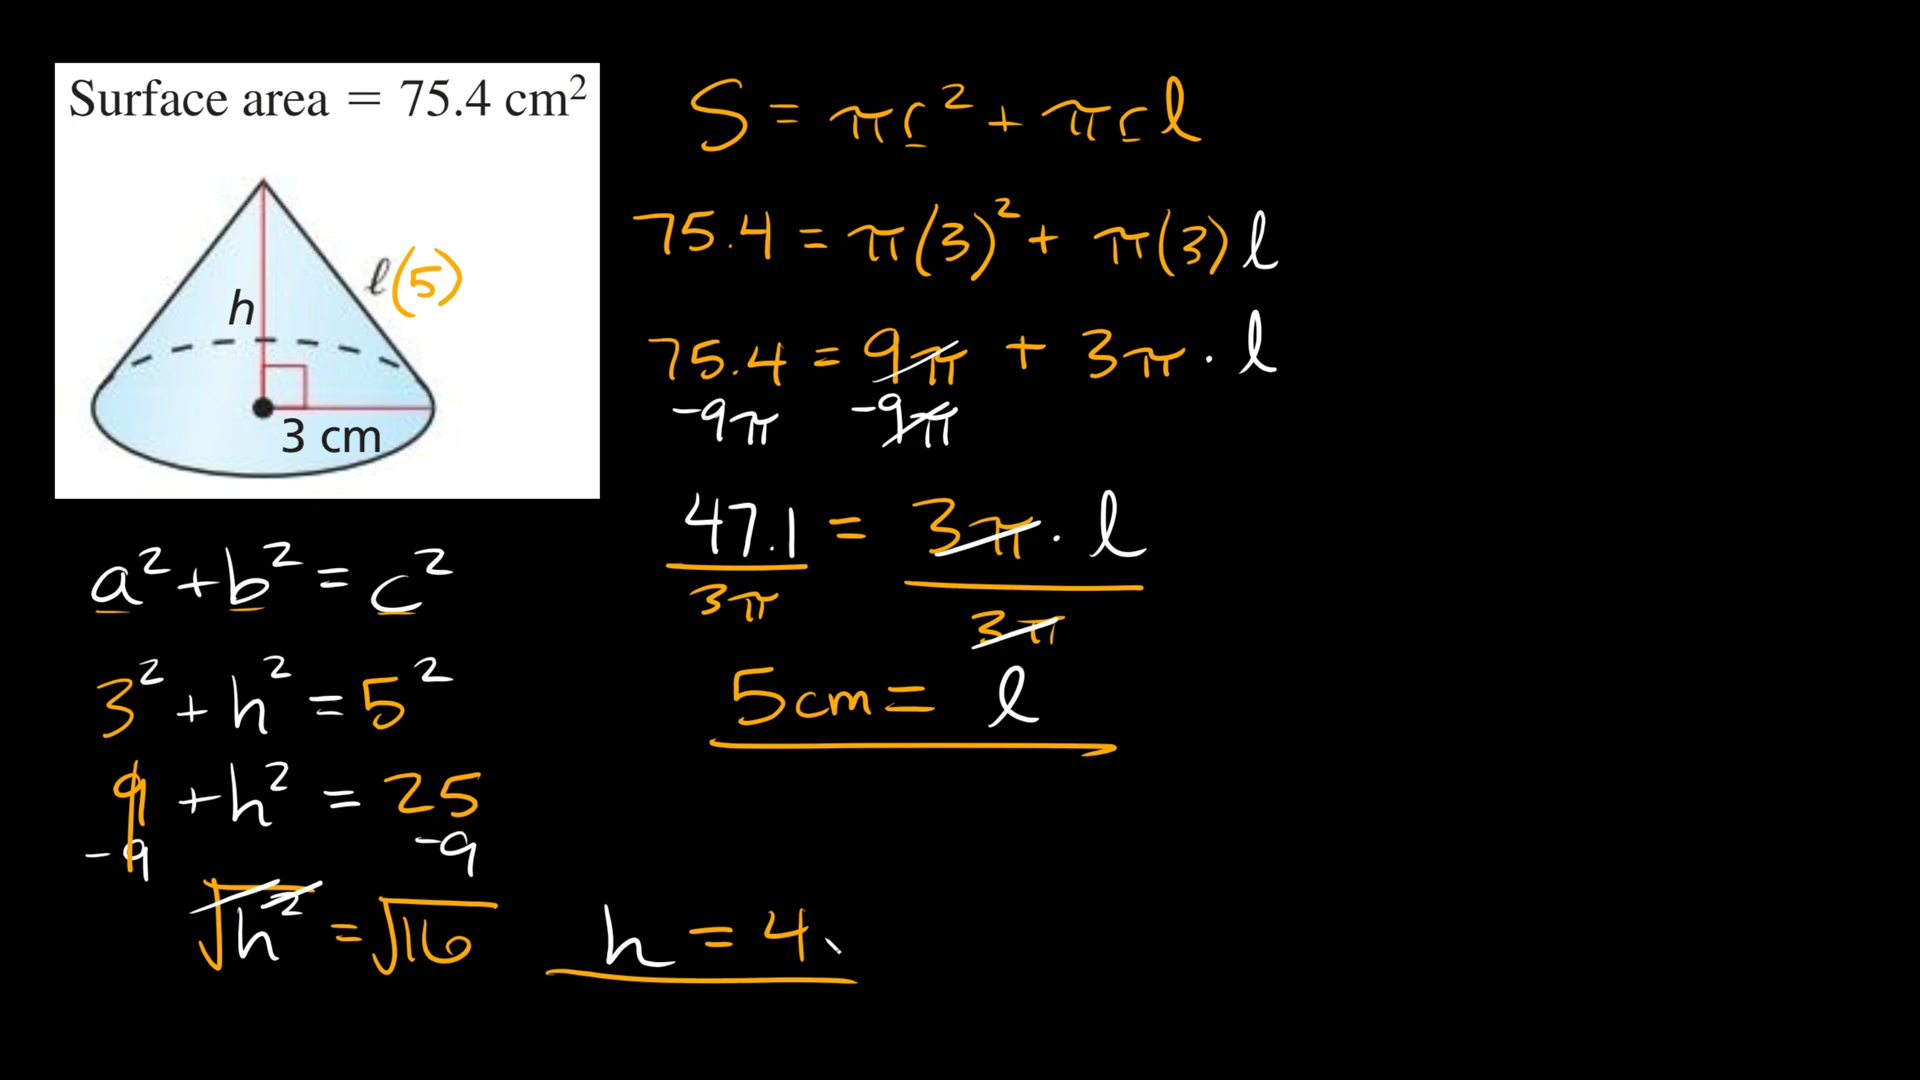 Surface area = 75.4 cm²
h
ℓ(5)
3 cm
S = πr² + πrl
75.4 = π(3)² + π(3)l
75.4 = 9π + 3π · l
-9π -9π
47.1 = 3π · l
3π 3π
5cm = l
a² + b² = c²
3² + h² = 5²
9 + h² = 25
-9 -9
√h² = √16
h = 4